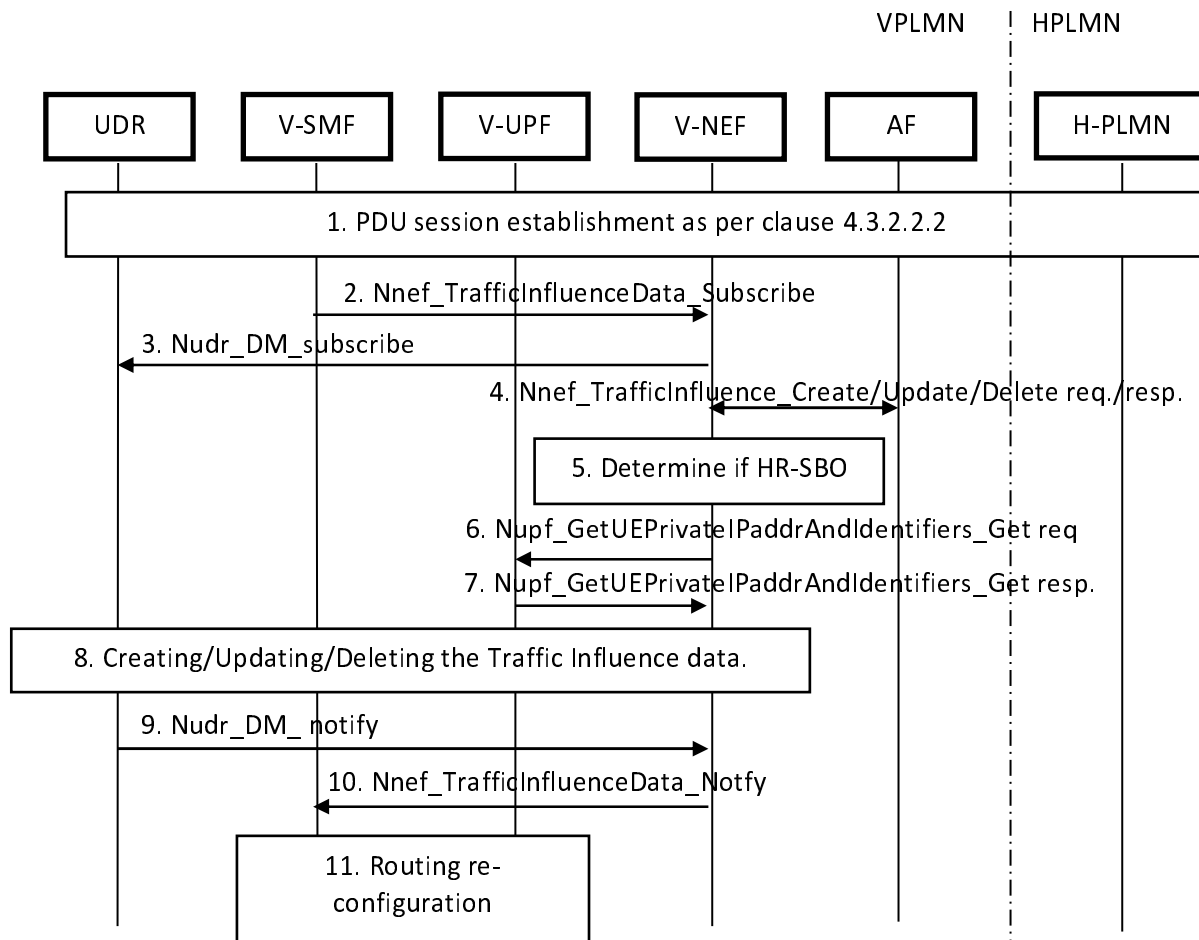 VPLMN
HPLMN
UDR
V-SMF
V-UPF
V-NEF
AF
H-PLMN
1. PDU session establishment as per clause 4.3.2.2.2
2. Nnef_TrafficInfluenceData_Subscribe
3. Nudr_DM_subscribe
4. Nnef_TrafficInfluence_Create/Update/Delete req./resp.
5. Determine if HR-SBO
6. Nupf_GetUEPrivateIPaddrAndIdentifiers_Get req
7. Nupf_GetUEPrivateIPaddrAndIdentifiers_Get resp.
8. Creating/Updating/Deleting the Traffic Influence data.
9. Nudr_DM_ notify
10. Nnef_TrafficInfluenceData_Notfy
11. Routing re-
configuration